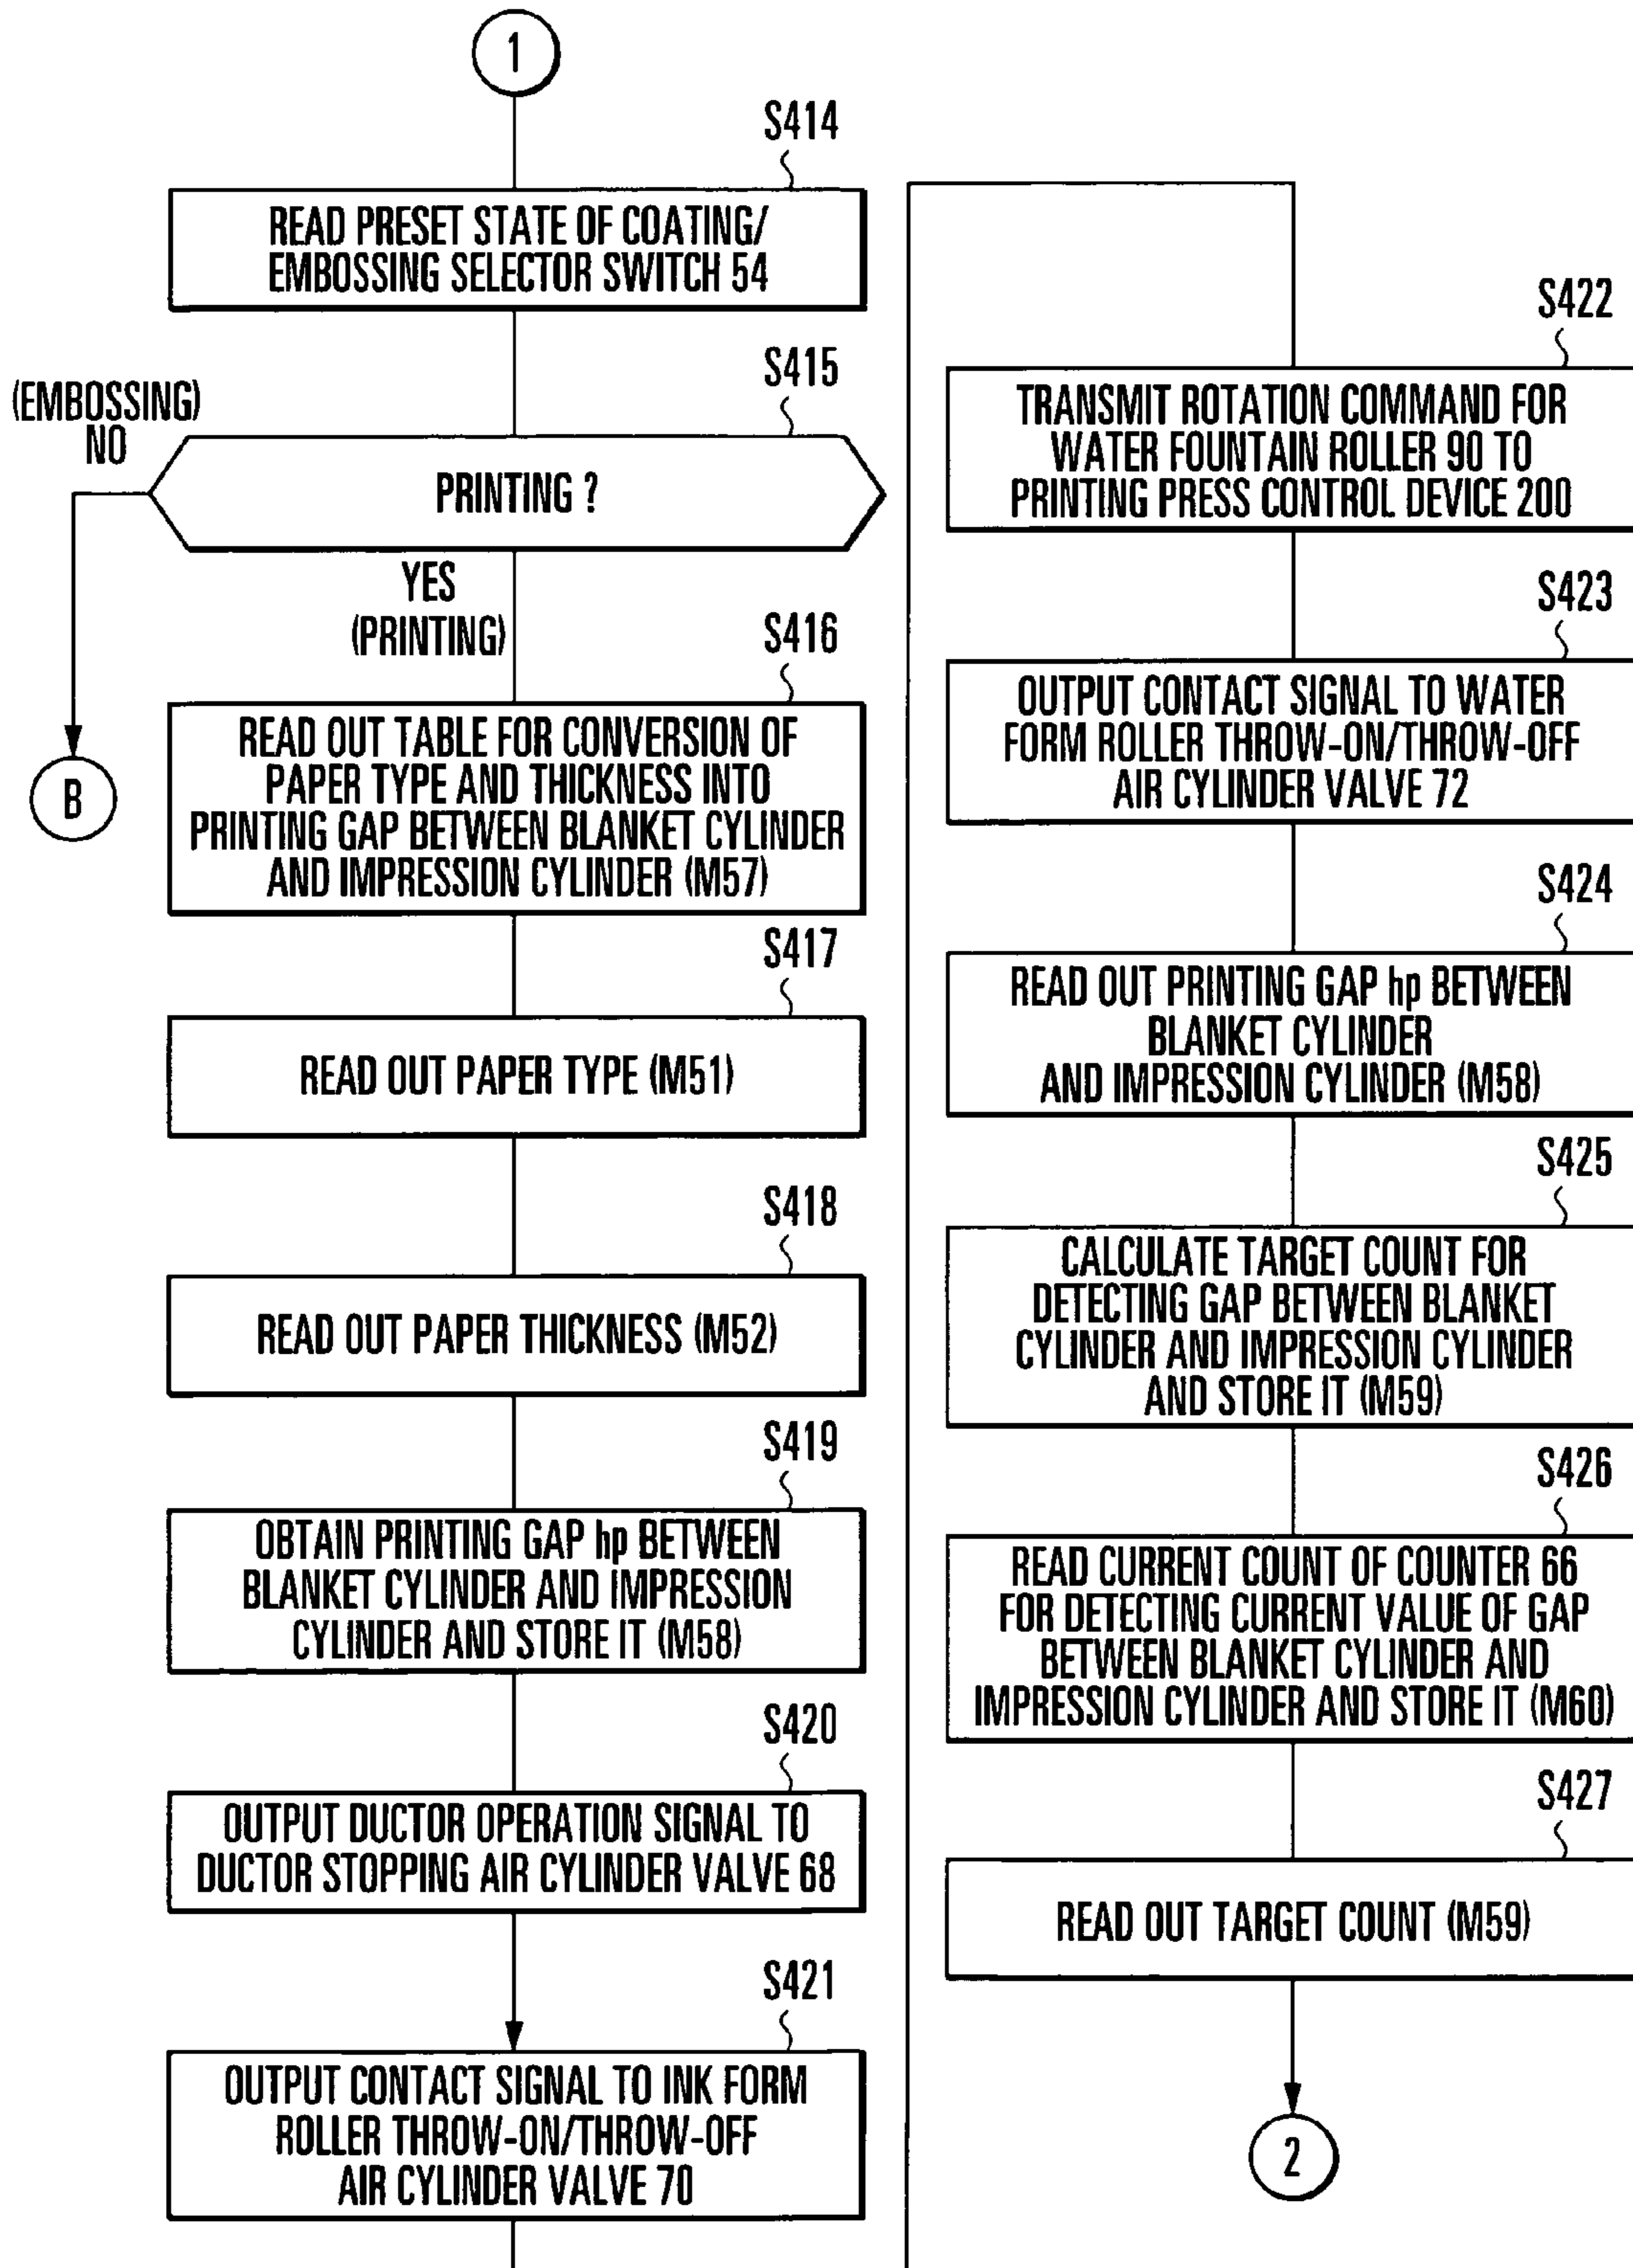 1
S414
READ PRESET STATE OF COATING/
EMBOSSING SELECTOR SWITCH 54
S415
(EMBOSSING)
NO
PRINTING ?
YES
(PRINTING)
S416
READ OUT TABLE FOR CONVERSION OF
PAPER TYPE AND THICKNESS INTO
PRINTING GAP BETWEEN BLANKET CYLINDER
AND IMPRESSION CYLINDER (M57)
B
S417
READ OUT PAPER TYPE (M51)
S418
READ OUT PAPER THICKNESS (M52)
S419
OBTAIN PRINTING GAP hp BETWEEN
BLANKET CYLINDER AND IMPRESSION
CYLINDER AND STORE IT (M58)
S420
OUTPUT DUCTOR OPERATION SIGNAL TO
DUCTOR STOPPING AIR CYLINDER VALVE 68
S421
OUTPUT CONTACT SIGNAL TO INK FORM
ROLLER THROW-ON/THROW-OFF
AIR CYLINDER VALVE 70
S422
TRANSMIT ROTATION COMMAND FOR
WATER FOUNTAIN ROLLER 90 TO
PRINTING PRESS CONTROL DEVICE 200
S423
OUTPUT CONTACT SIGNAL TO WATER
FORM ROLLER THROW-ON/THROW-OFF
AIR CYLINDER VALVE 72
S424
READ OUT PRINTING GAP hp BETWEEN
BLANKET CYLINDER
AND IMPRESSION CYLINDER (M58)
S425
CALCULATE TARGET COUNT FOR
DETECTING GAP BETWEEN BLANKET
CYLINDER AND IMPRESSION CYLINDER
AND STORE IT (M59)
S426
READ CURRENT COUNT OF COUNTER 66
FOR DETECTING CURRENT VALUE OF GAP
BETWEEN BLANKET CYLINDER AND
IMPRESSION CYLINDER AND STORE IT (M60)
S427
READ OUT TARGET COUNT (M59)
2